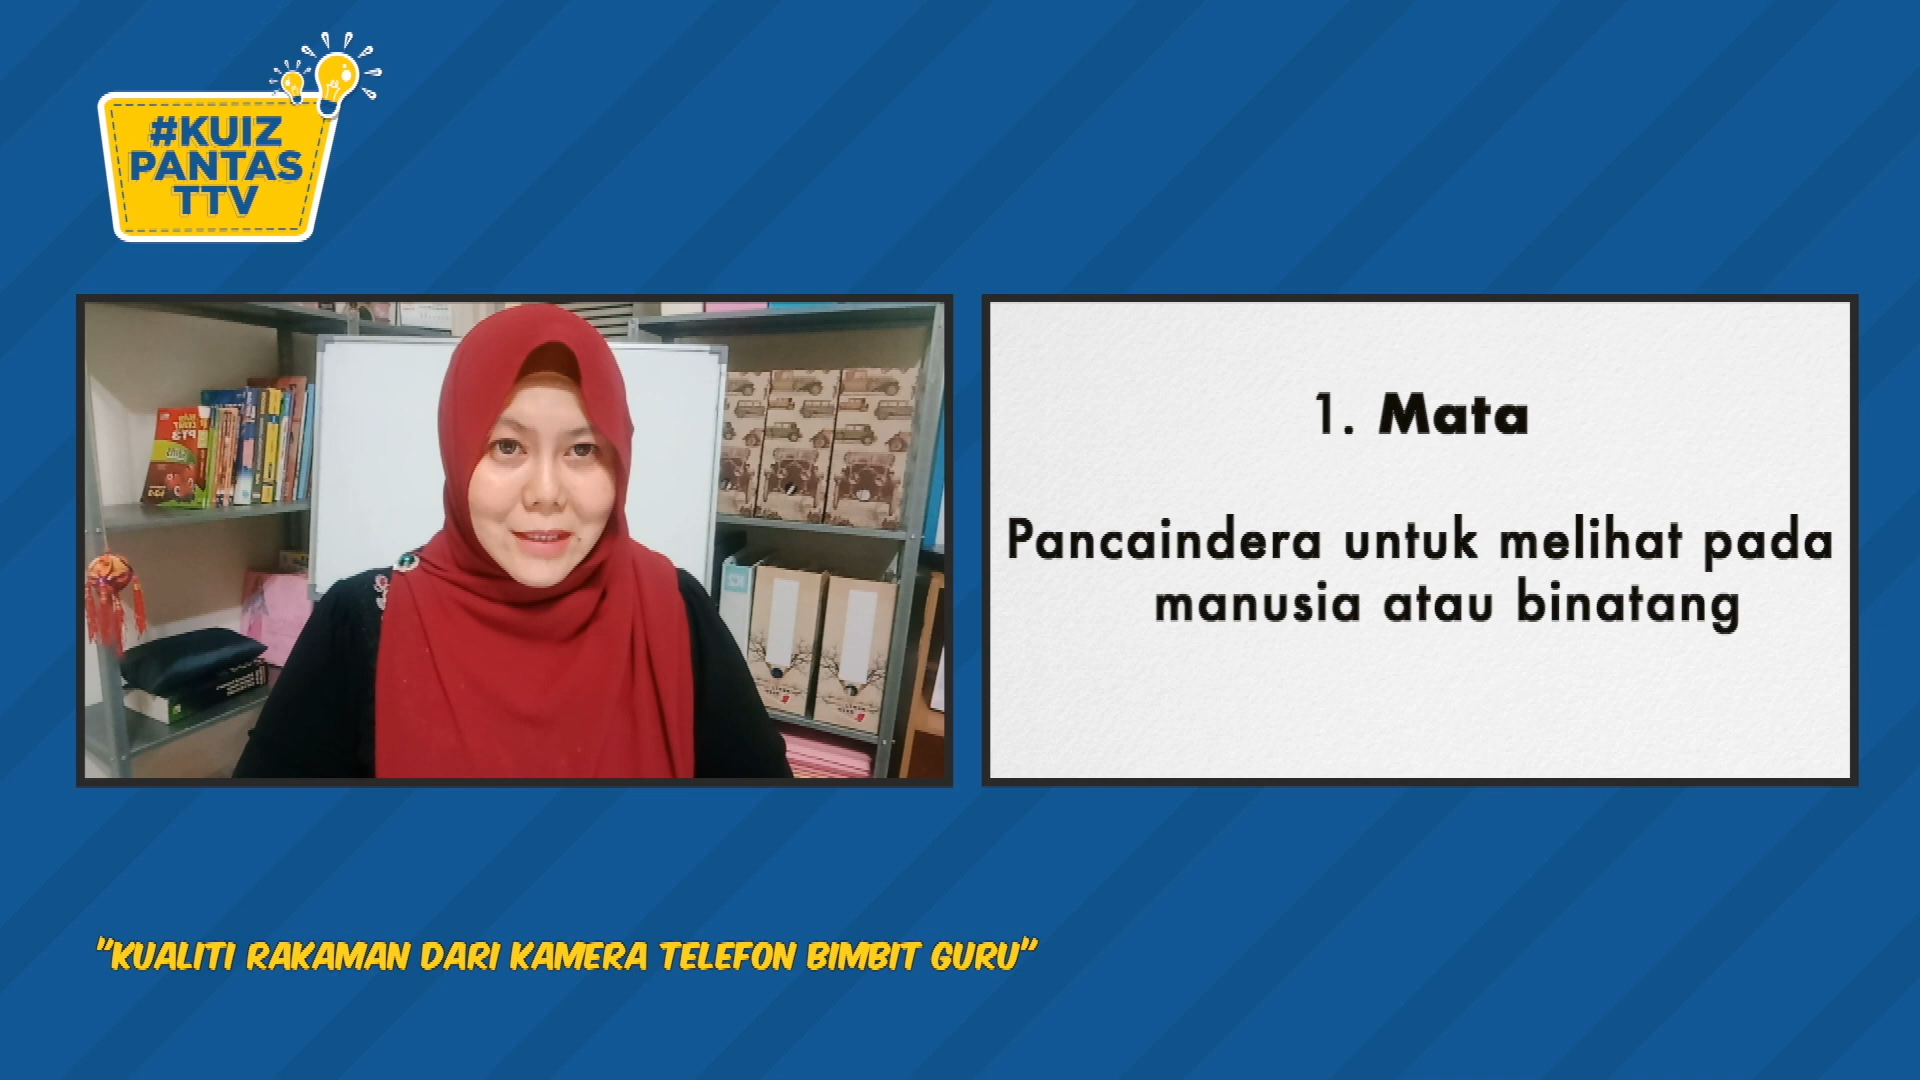 #KUIZ
PANTAS
TTV
1. Mata
Pancaindera untuk melihat pada
manusia atau binatang
"KUALITI RAKAMAN DARI KAMERA TELEFON BIMBIT GURU"